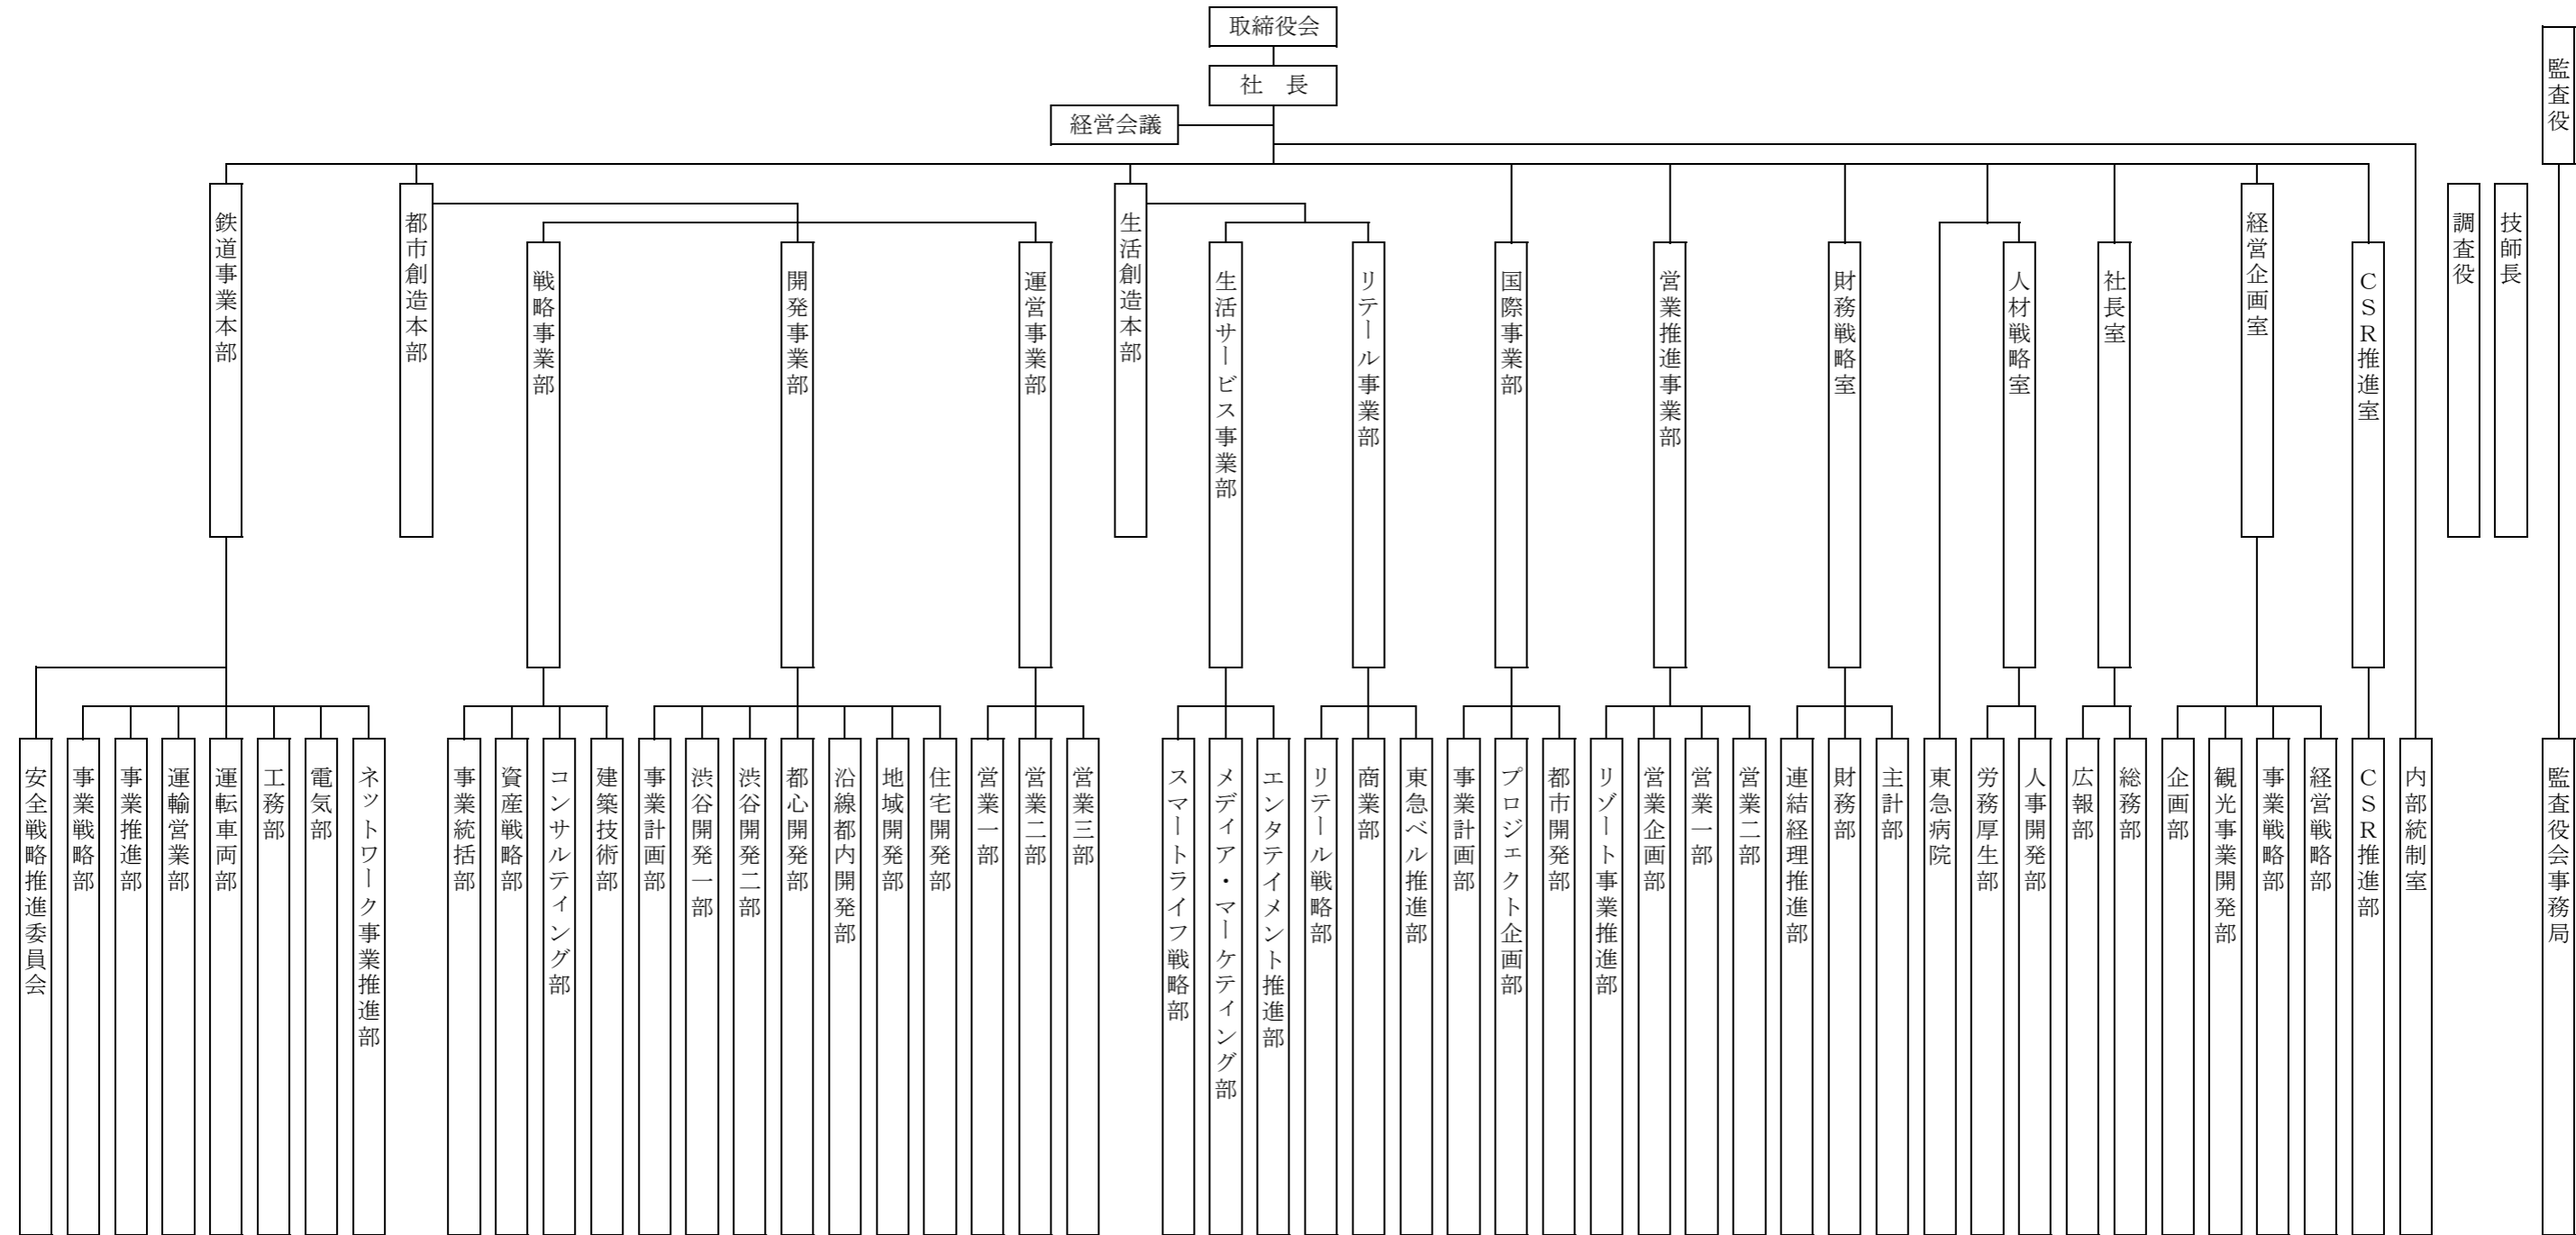 取締役会
社　長
経営会議
監査役
鉄道事業本部
都市創造本部
生活創造本部
経営企画室
調査役
技師長
戦略事業部
開発事業部
運営事業部
生活サービス事業部
リテール事業部
国際事業部
営業推進事業部
財務戦略室
人材戦略室
社長室
CSR推進室
安全戦略推進委員会
事業戦略部
事業推進部
運輸営業部
運転車両部
工務部
電気部
ネットワーク事業推進部
事業統括部
資産戦略部
コンサルティング部
建築技術部
事業計画部
渋谷開発一部
渋谷開発二部
都心開発部
沿線都内開発部
地域開発部
住宅開発部
営業一部
営業二部
営業三部
スマートライフ戦略部
メディア・マーケティング部
エンタテイメント推進部
リテール戦略部
商業部
東急ベル推進部
事業計画部
プロジェクト企画部
都市開発部
リゾート事業推進部
営業企画部
営業一部
営業二部
連結経理推進部
財務部
主計部
東急病院
労務厚生部
人事開発部
広報部
総務部
企画部
観光事業開発部
事業戦略部
経営戦略部
CSR推進部
内部統制室
監査役会事務局